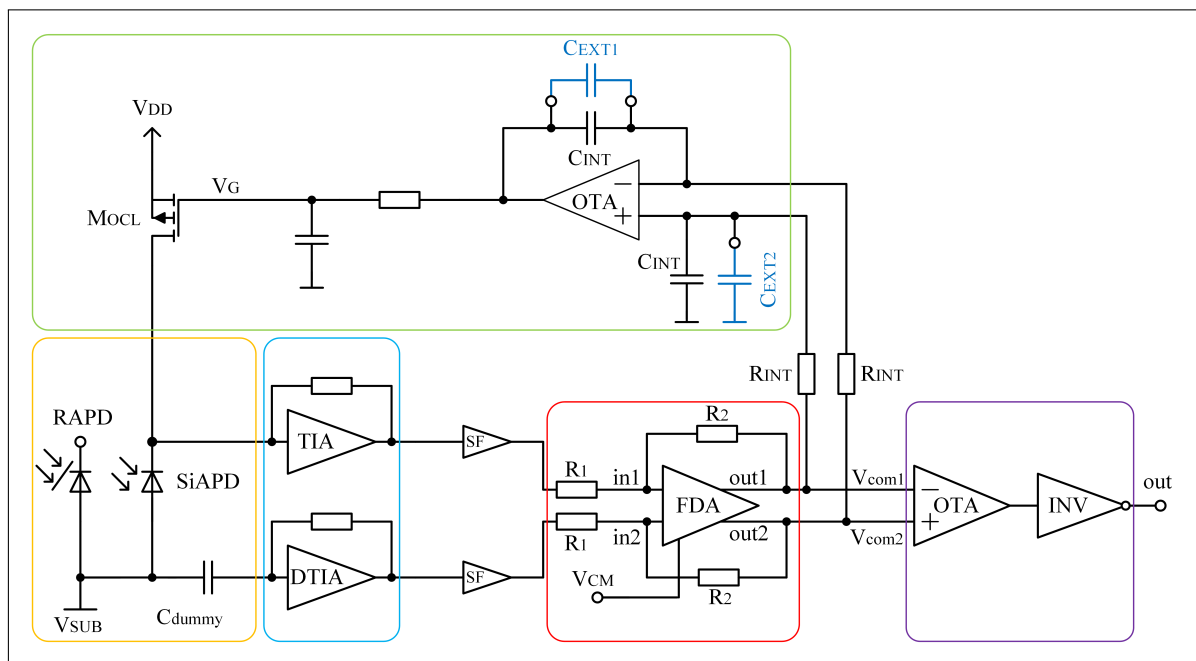 CEXT1
VDD
CINT
VG
OTA
−
+
MOCL
CINT
CEXT2
RINT
RINT
RAPD
SiAPD
TIA
SF
R2
R1
in1
out1
Vcom1
FDA
−
OTA
+
INV
out
R1
in2
out2
Vcom2
DTIA
SF
VCM
R2
Cdummy
VSUB